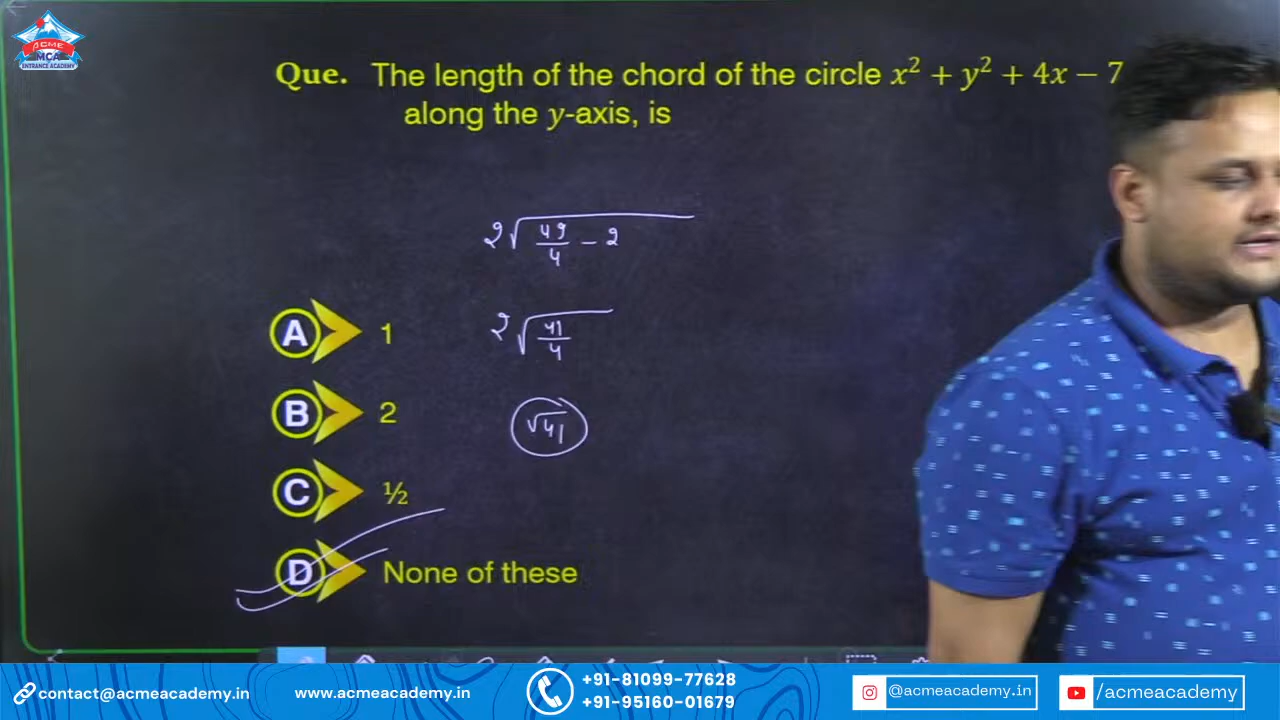 ACME
MCA
ENTRANCE ACADEMY
Que. The length of the chord of the circle x² + y² + 4x − 7
along the y-axis, is
2√(49/4 − 2
A 1
2√(41/4)
B 2
√41
C ½
D None of these
contact@acmeacademy.in
www.acmeacademy.in
+91-81099-77628
+91-95160-01679
@acmeacademy.in
/acmeacademy